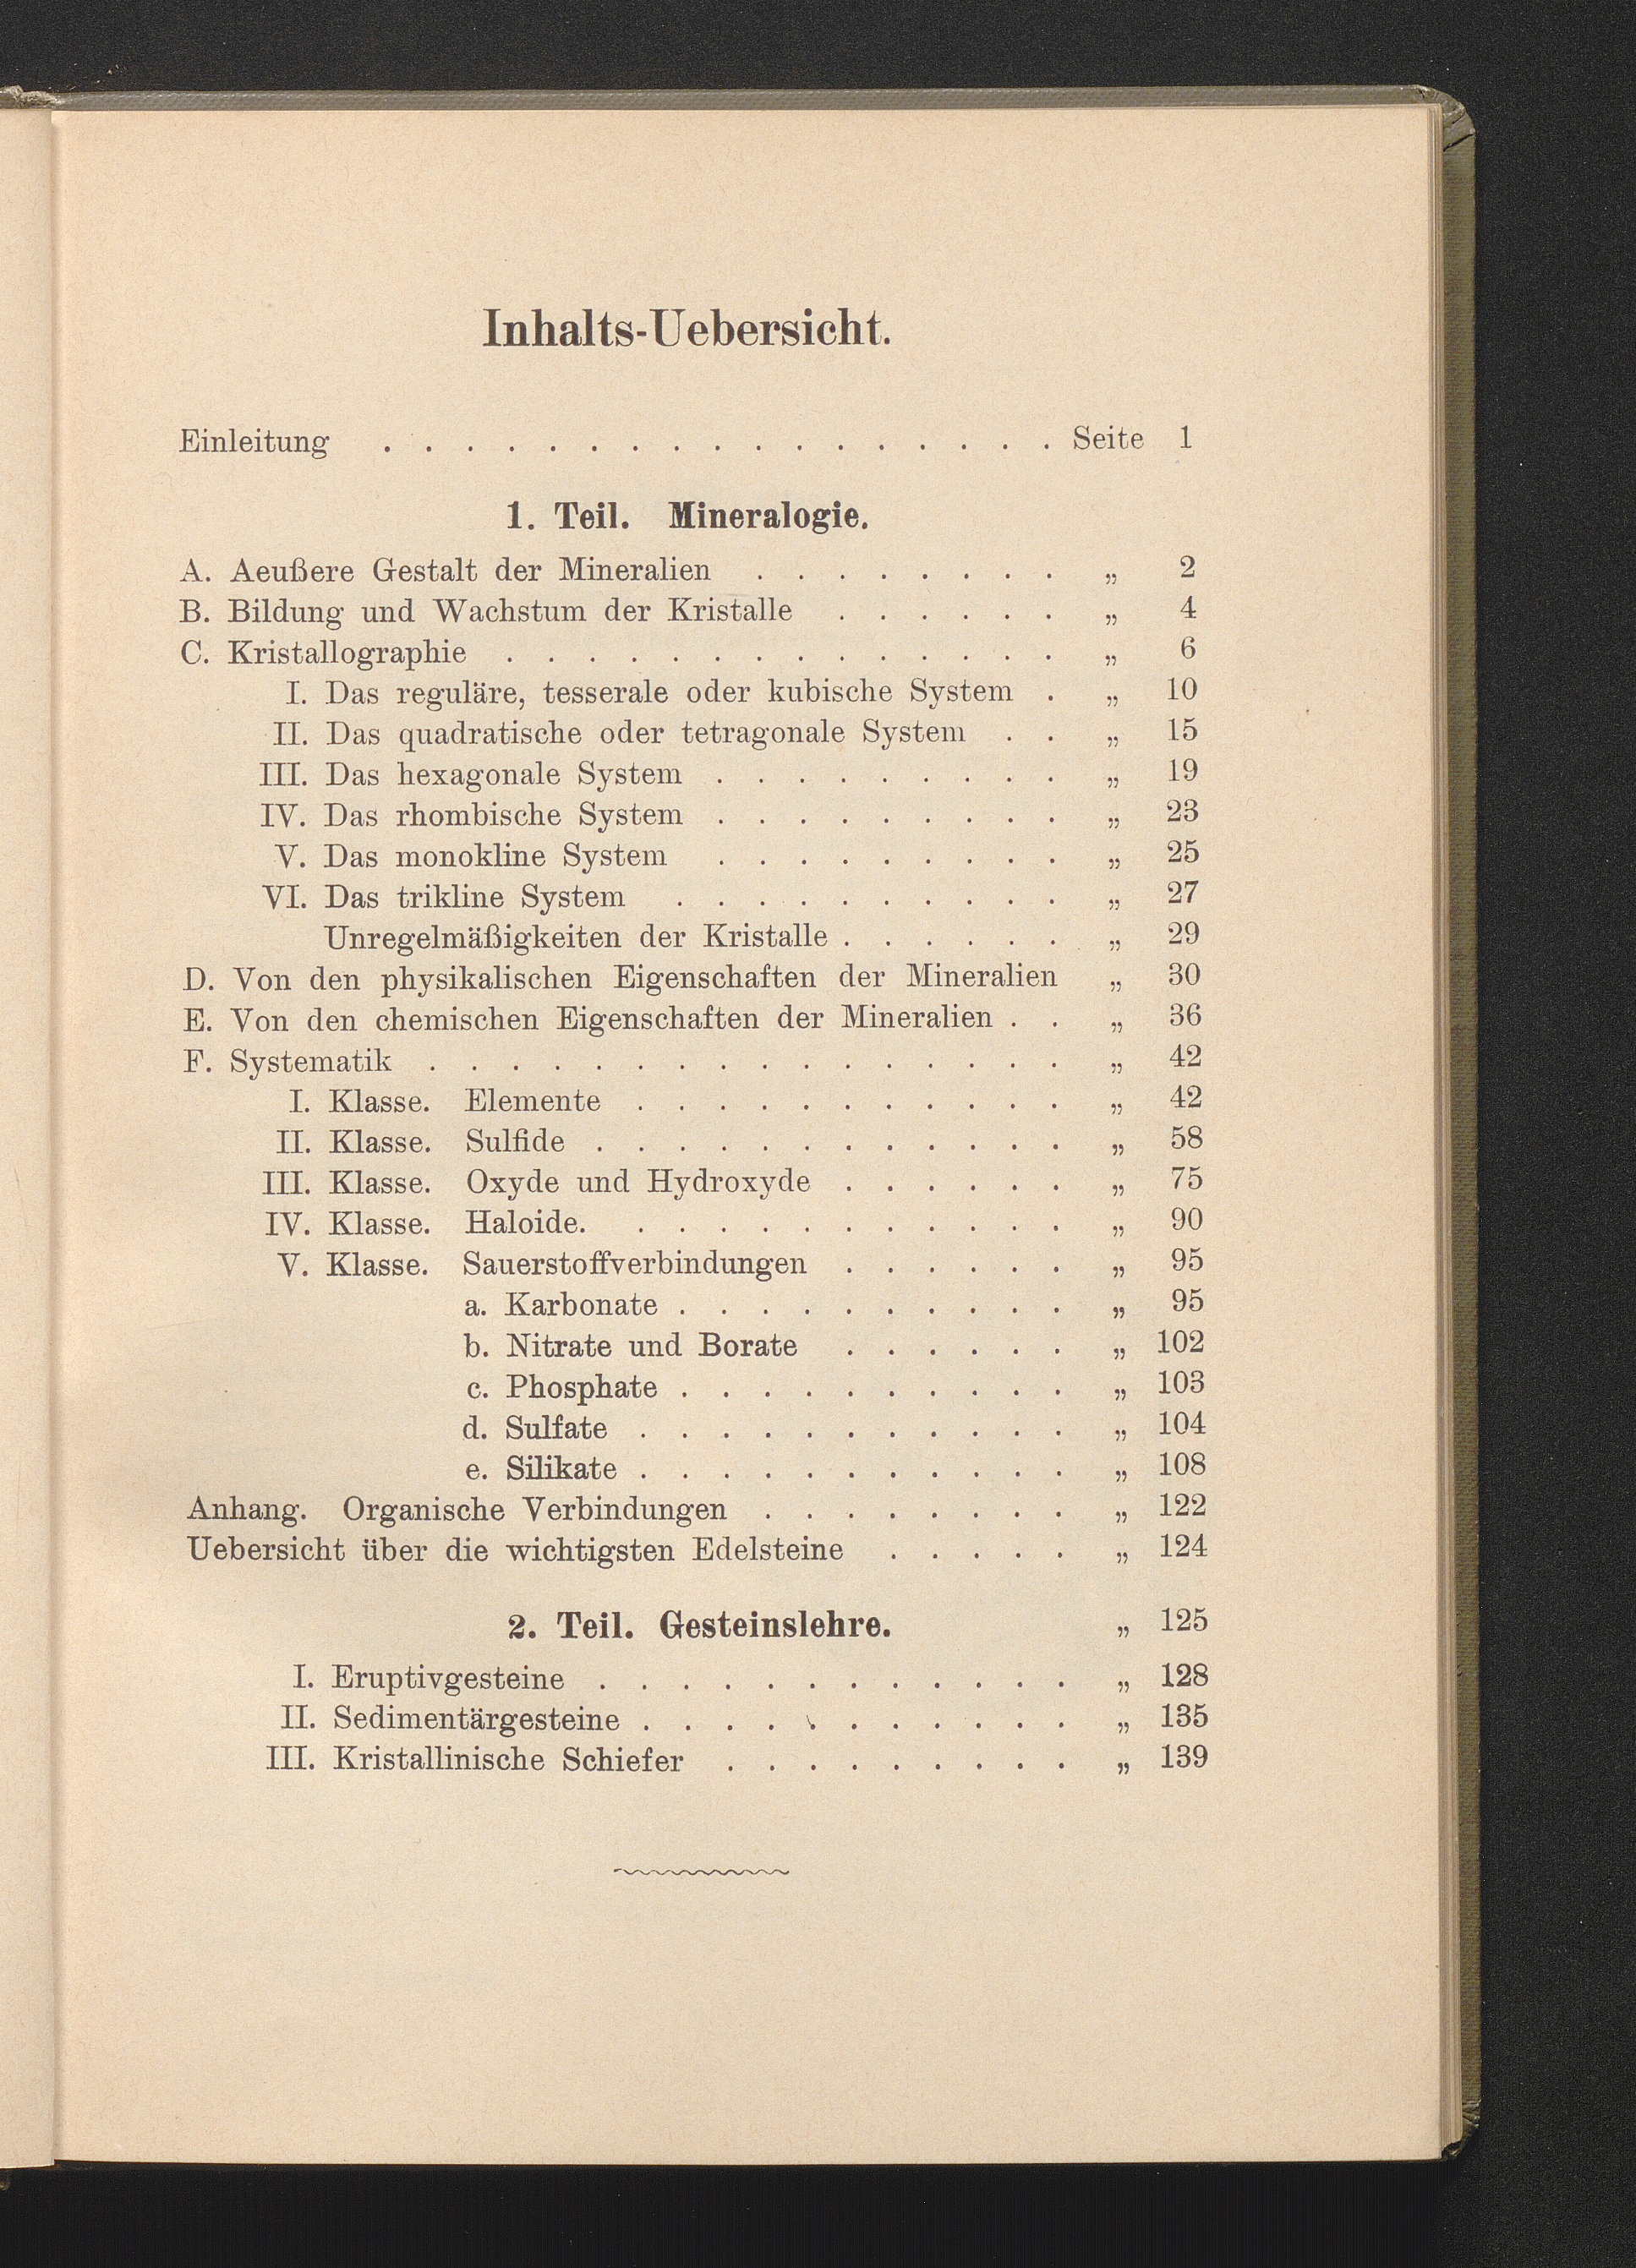 Inhalts-Uebersicht.
Einleitung . . . . . . . . . . . . . . . . . Seite 1
1. Teil. Mineralogie.
A. Aeußere Gestalt der Mineralien . . . . . . . . „ 2
B. Bildung und Wachstum der Kristalle . . . . . . „ 4
C. Kristallographie . . . . . . . . . . . . . . „ 6
I. Das reguläre, tesserale oder kubische System . „ 10
II. Das quadratische oder tetragonale System . . „ 15
III. Das hexagonale System . . . . . . . . . „ 19
IV. Das rhombische System . . . . . . . . . „ 23
V. Das monokline System . . . . . . . . . „ 25
VI. Das trikline System . . . . . . . . . . „ 27
Unregelmäßigkeiten der Kristalle . . . . . . „ 29
D. Von den physikalischen Eigenschaften der Mineralien „ 30
E. Von den chemischen Eigenschaften der Mineralien . . „ 36
F. Systematik . . . . . . . . . . . . . . . . „ 42
I. Klasse. Elemente . . . . . . . . . . . „ 42
II. Klasse. Sulfide . . . . . . . . . . . . „ 58
III. Klasse. Oxyde und Hydroxyde . . . . . . „ 75
IV. Klasse. Haloide. . . . . . . . . . . . „ 90
V. Klasse. Sauerstoffverbindungen . . . . . . „ 95
a. Karbonate . . . . . . . . . . „ 95
b. Nitrate und Borate . . . . . . „ 102
c. Phosphate . . . . . . . . . . „ 103
d. Sulfate . . . . . . . . . . . „ 104
e. Silikate . . . . . . . . . . . „ 108
Anhang. Organische Verbindungen . . . . . . . . „ 122
Uebersicht über die wichtigsten Edelsteine . . . . . „ 124
2. Teil. Gesteinslehre. „ 125
I. Eruptivgesteine . . . . . . . . . . . . „ 128
II. Sedimentärgesteine . . . . . . . . . . . „ 135
III. Kristallinische Schiefer . . . . . . . . . „ 139